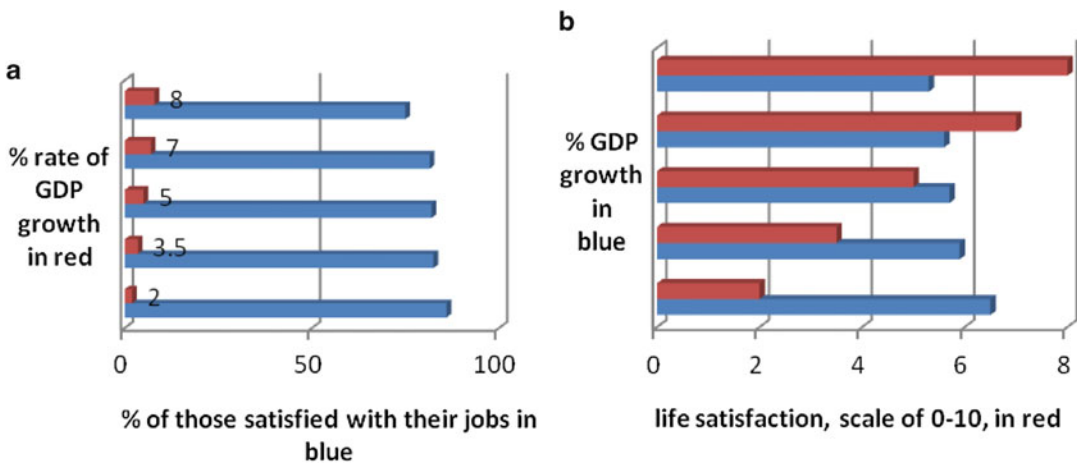 a
% rate of
GDP
growth
in red
8
7
5
3.5
2
0 50 100
% of those satisfied with their jobs in
blue
b
% GDP
growth
in
blue
0 2 4 6 8
life satisfaction, scale of 0-10, in red